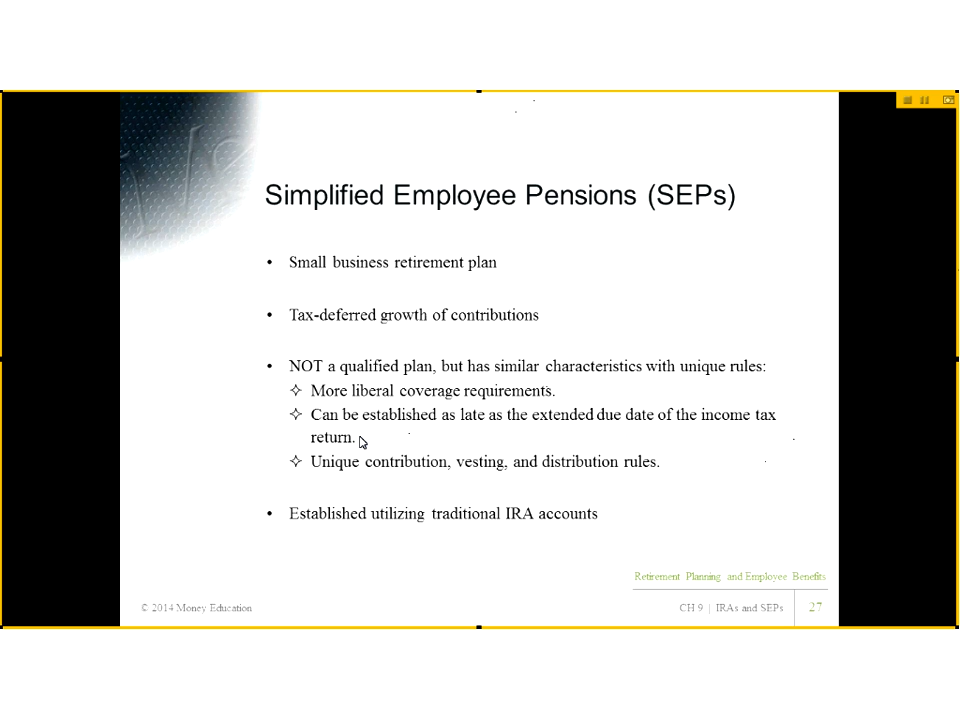 Simplified Employee Pensions (SEPs)
• Small business retirement plan
• Tax-deferred growth of contributions
• NOT a qualified plan, but has similar characteristics with unique rules:
✧ More liberal coverage requirements.
✧ Can be established as late as the extended due date of the income tax
return.
✧ Unique contribution, vesting, and distribution rules.
• Established utilizing traditional IRA accounts
Retirement Planning and Employee Benefits
© 2014 Money Education
CH 9 | IRAs and SEPs
27